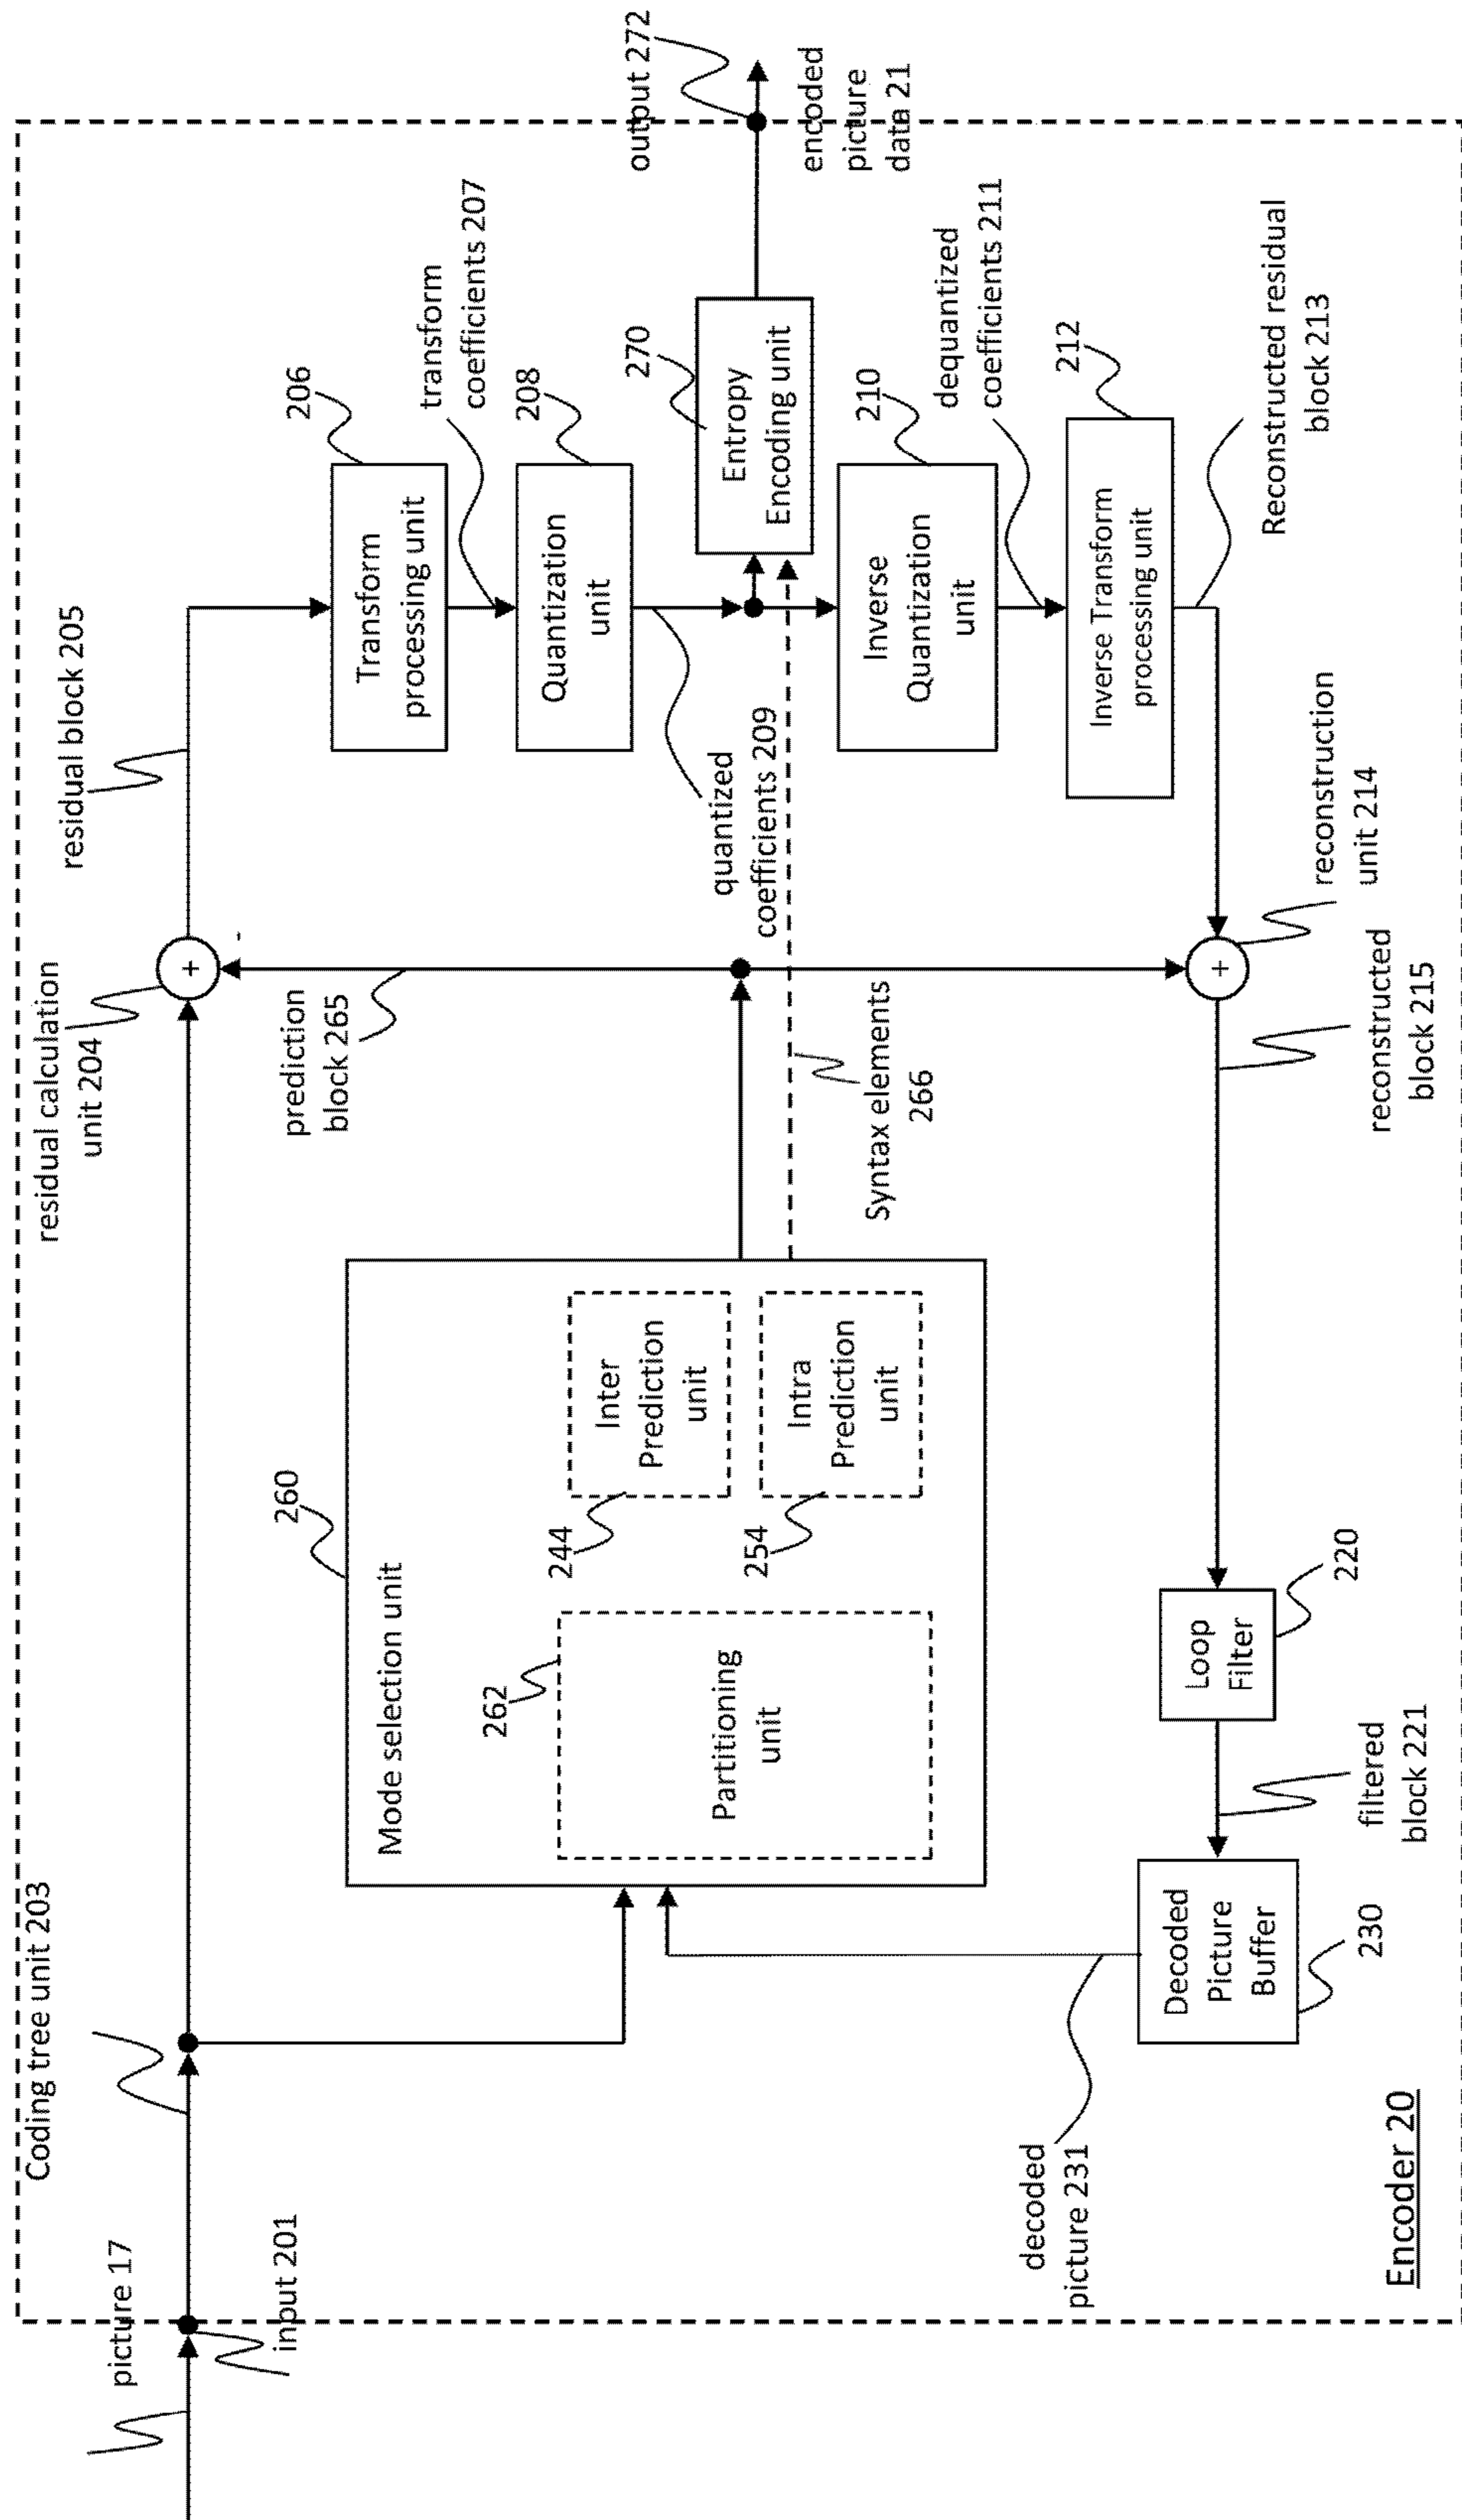 picture 17
input 201
Coding tree unit 203
residual calculation
unit 204
+
-
residual block 205
206
Transform
processing unit
transform
coefficients 207
208
Quantization
unit
quantized
coefficients 209
270
Entropy
Encoding unit
output 272
encoded
picture
data 21
210
Inverse
Quantization
unit
dequantized
coefficients 211
212
Inverse Transform
processing unit
Reconstructed residual
block 213
prediction
block 265
Syntax elements
266
260
Mode selection unit
262
Partitioning
unit
244
Inter
Prediction
unit
254
Intra
Prediction
unit
reconstruction
unit 214
+
reconstructed
block 215
220
Loop
Filter
filtered
block 221
Decoded
Picture
Buffer
230
decoded
picture 231
Encoder 20